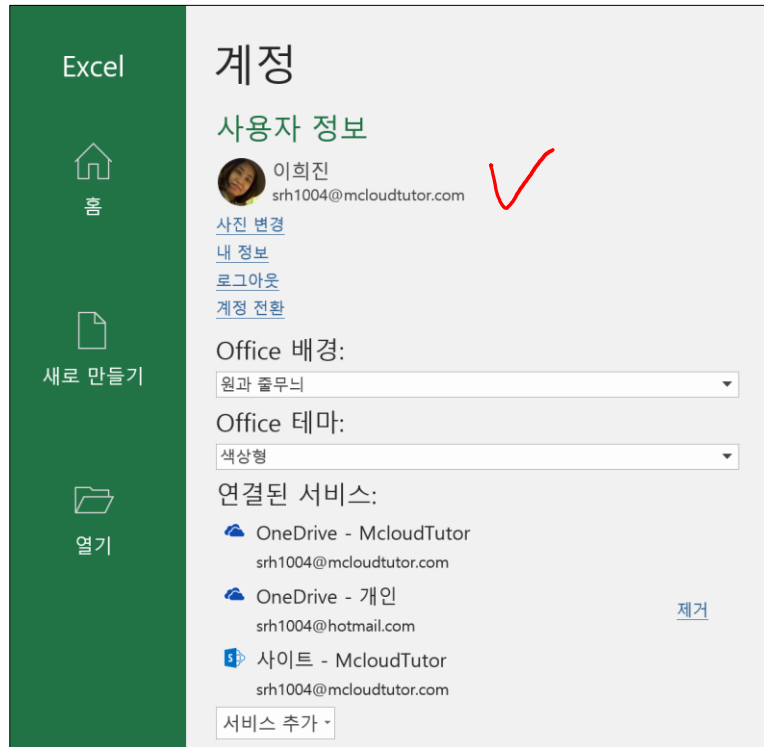 Excel
홈
새로 만들기
열기
계정
사용자 정보
이희진
srh1004@mcloudtutor.com
사진 변경
내 정보
로그아웃
계정 전환
Office 배경:
원과 줄무늬
Office 테마:
색상형
연결된 서비스:
OneDrive - McloudTutor
srh1004@mcloudtutor.com
OneDrive - 개인
srh1004@hotmail.com
제거
사이트 - McloudTutor
srh1004@mcloudtutor.com
서비스 추가